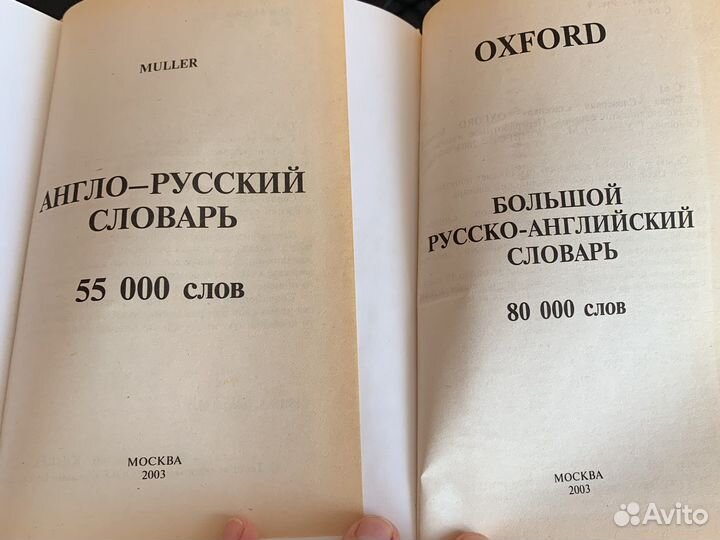 MULLER
АНГЛО–РУССКИЙ
СЛОВАРЬ
55 000 слов
МОСКВА
2003
OXFORD
БОЛЬШОЙ
РУССКО-АНГЛИЙСКИЙ
СЛОВАРЬ
80 000 слов
МОСКВА
2003
Avito